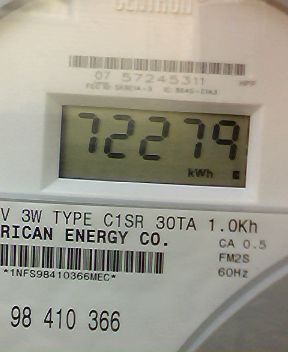 CENTRON
07 57245311
72279
kWh
V 3W TYPE C1SR 30TA 1.0Kh
RICAN ENERGY CO.
CA 0.5
FM2S
60Hz
*1NFS98410366MEC*
98 410 366